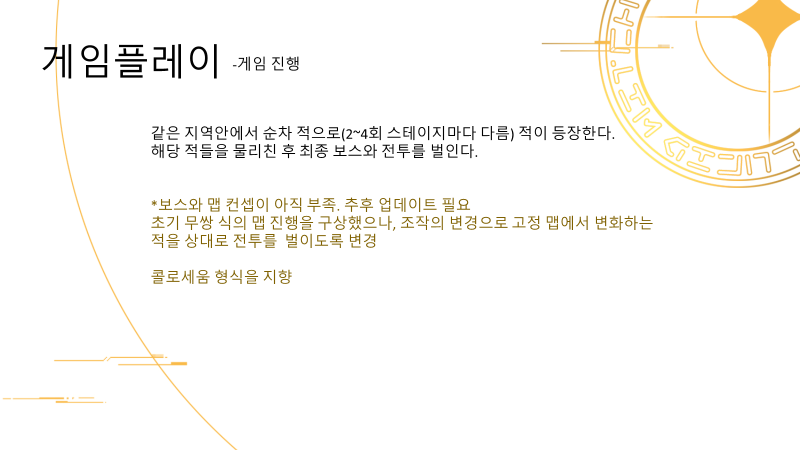 게임플레이 -게임 진행
같은 지역안에서 순차 적으로(2~4회 스테이지마다 다름) 적이 등장한다.
해당 적들을 물리친 후 최종 보스와 전투를 벌인다.
*보스와 맵 컨셉이 아직 부족. 추후 업데이트 필요
초기 무쌍 식의 맵 진행을 구상했으나, 조작의 변경으로 고정 맵에서 변화하는
적을 상대로 전투를 벌이도록 변경
콜로세움 형식을 지향